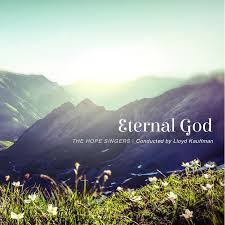 Eternal God
THE HOPE SINGERS | Conducted by Lloyd Kauffman